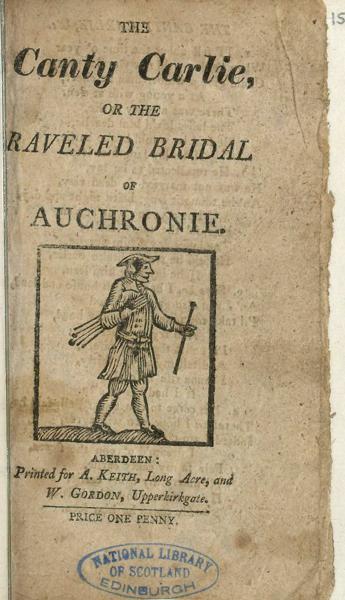 THE
Canty Carlie,
OR THE
RAVELED BRIDAL
OF
AUCHRONIE.
ABERDEEN:
Printed for A. KEITH, Long Acre, and
W. GORDON, Upperkirkgate.
PRICE ONE PENNY.
NATIONAL LIBRARY
OF SCOTLAND
EDINBURGH
15